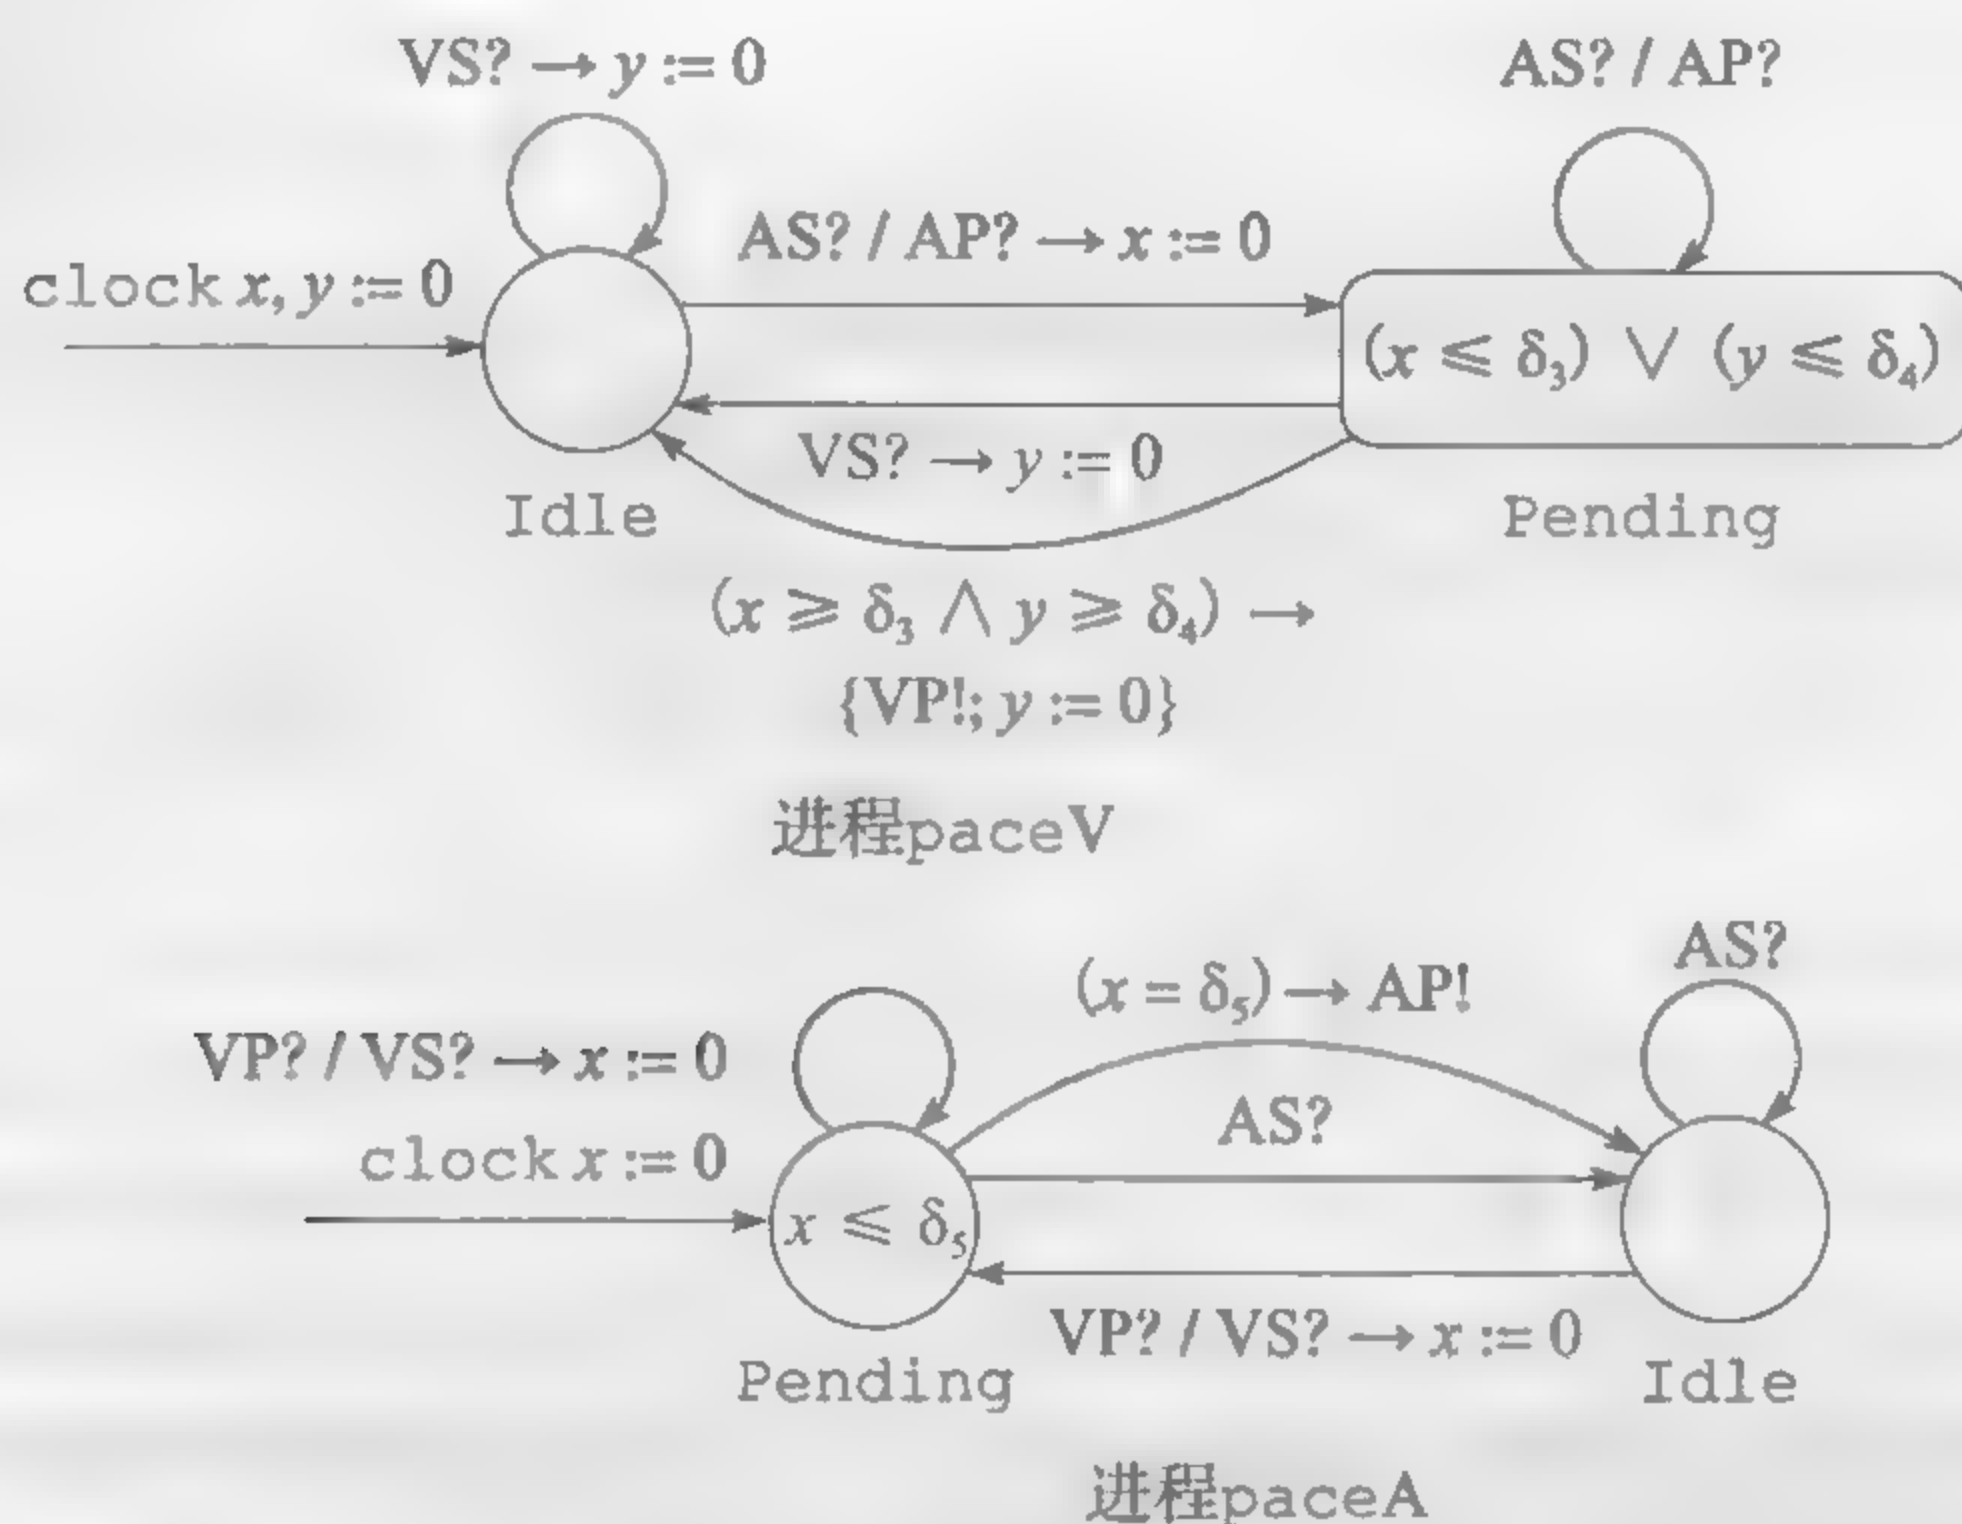 VS? → y := 0
AS? / AP?
AS? / AP? → x := 0
clock x, y := 0
(x ⩽ δ₃) ∨ (y ⩽ δ₄)
VS? → y := 0
Idle
Pending
(x ⩾ δ₃ ∧ y ⩾ δ₄) →
{VP!; y := 0}
进程paceV
AS?
(x = δ₅) → AP!
VP? / VS? → x := 0
AS?
clock x := 0
x ⩽ δ₅
VP? / VS? → x := 0
Pending
Idle
进程paceA